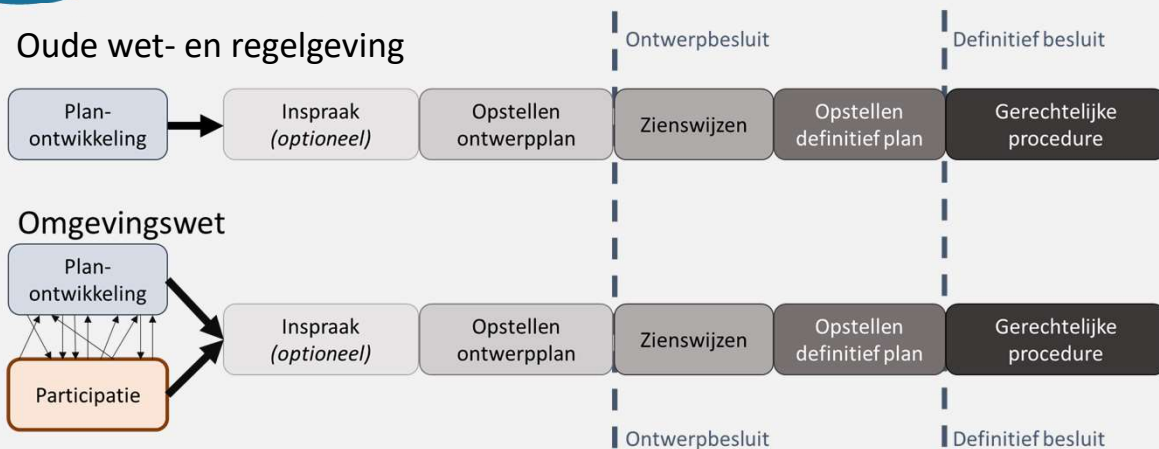 Oude wet- en regelgeving
Ontwerpbesluit
Definitief besluit
Plan-
ontwikkeling
Inspraak
(optioneel)
Opstellen
ontwerpplan
Zienswijzen
Opstellen
definitief plan
Gerechtelijke
procedure
Omgevingswet
Plan-
ontwikkeling
Participatie
Inspraak
(optioneel)
Opstellen
ontwerpplan
Zienswijzen
Opstellen
definitief plan
Gerechtelijke
procedure
Ontwerpbesluit
Definitief besluit